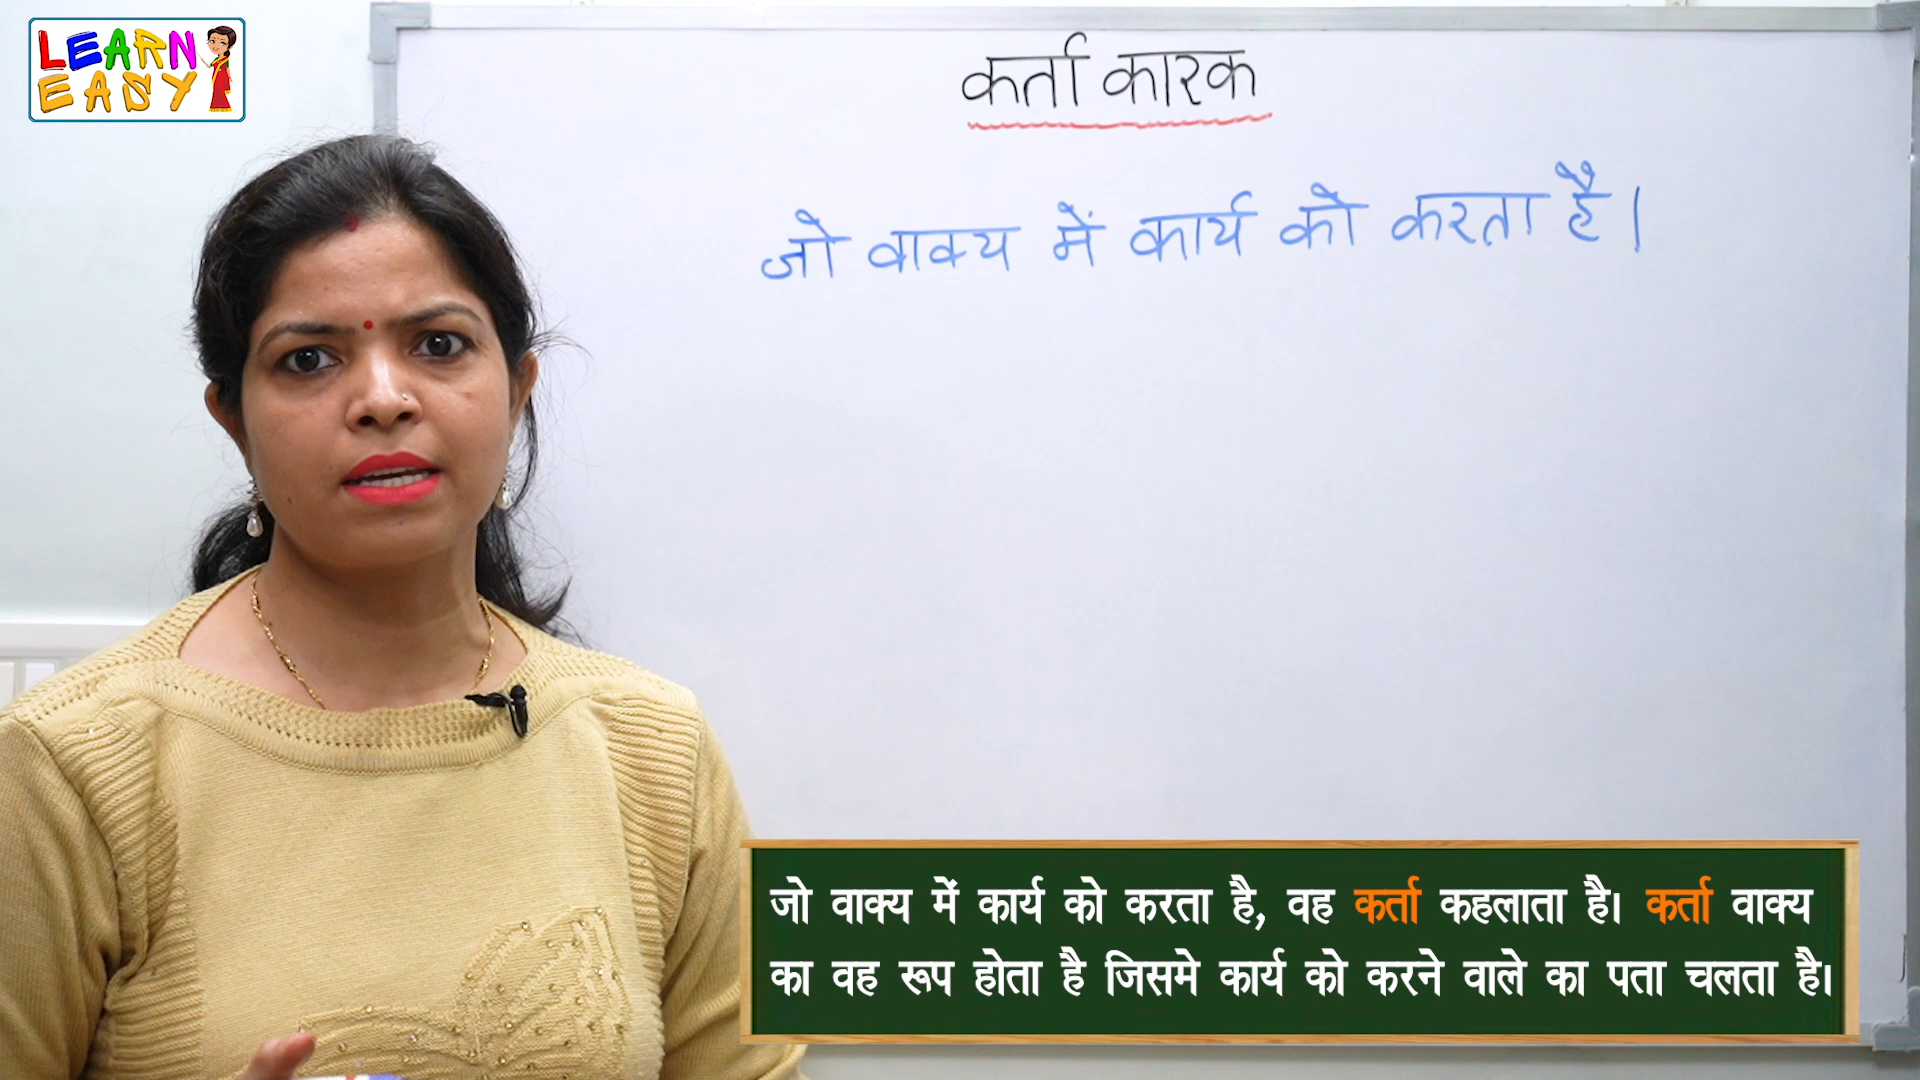 LEARN
EASY
कर्ता कारक
जो वाक्य में कार्य को करता है।
जो वाक्य में कार्य को करता है, वह कर्ता कहलाता है। कर्ता वाक्य
का वह रूप होता है जिसमे कार्य को करने वाले का पता चलता है।